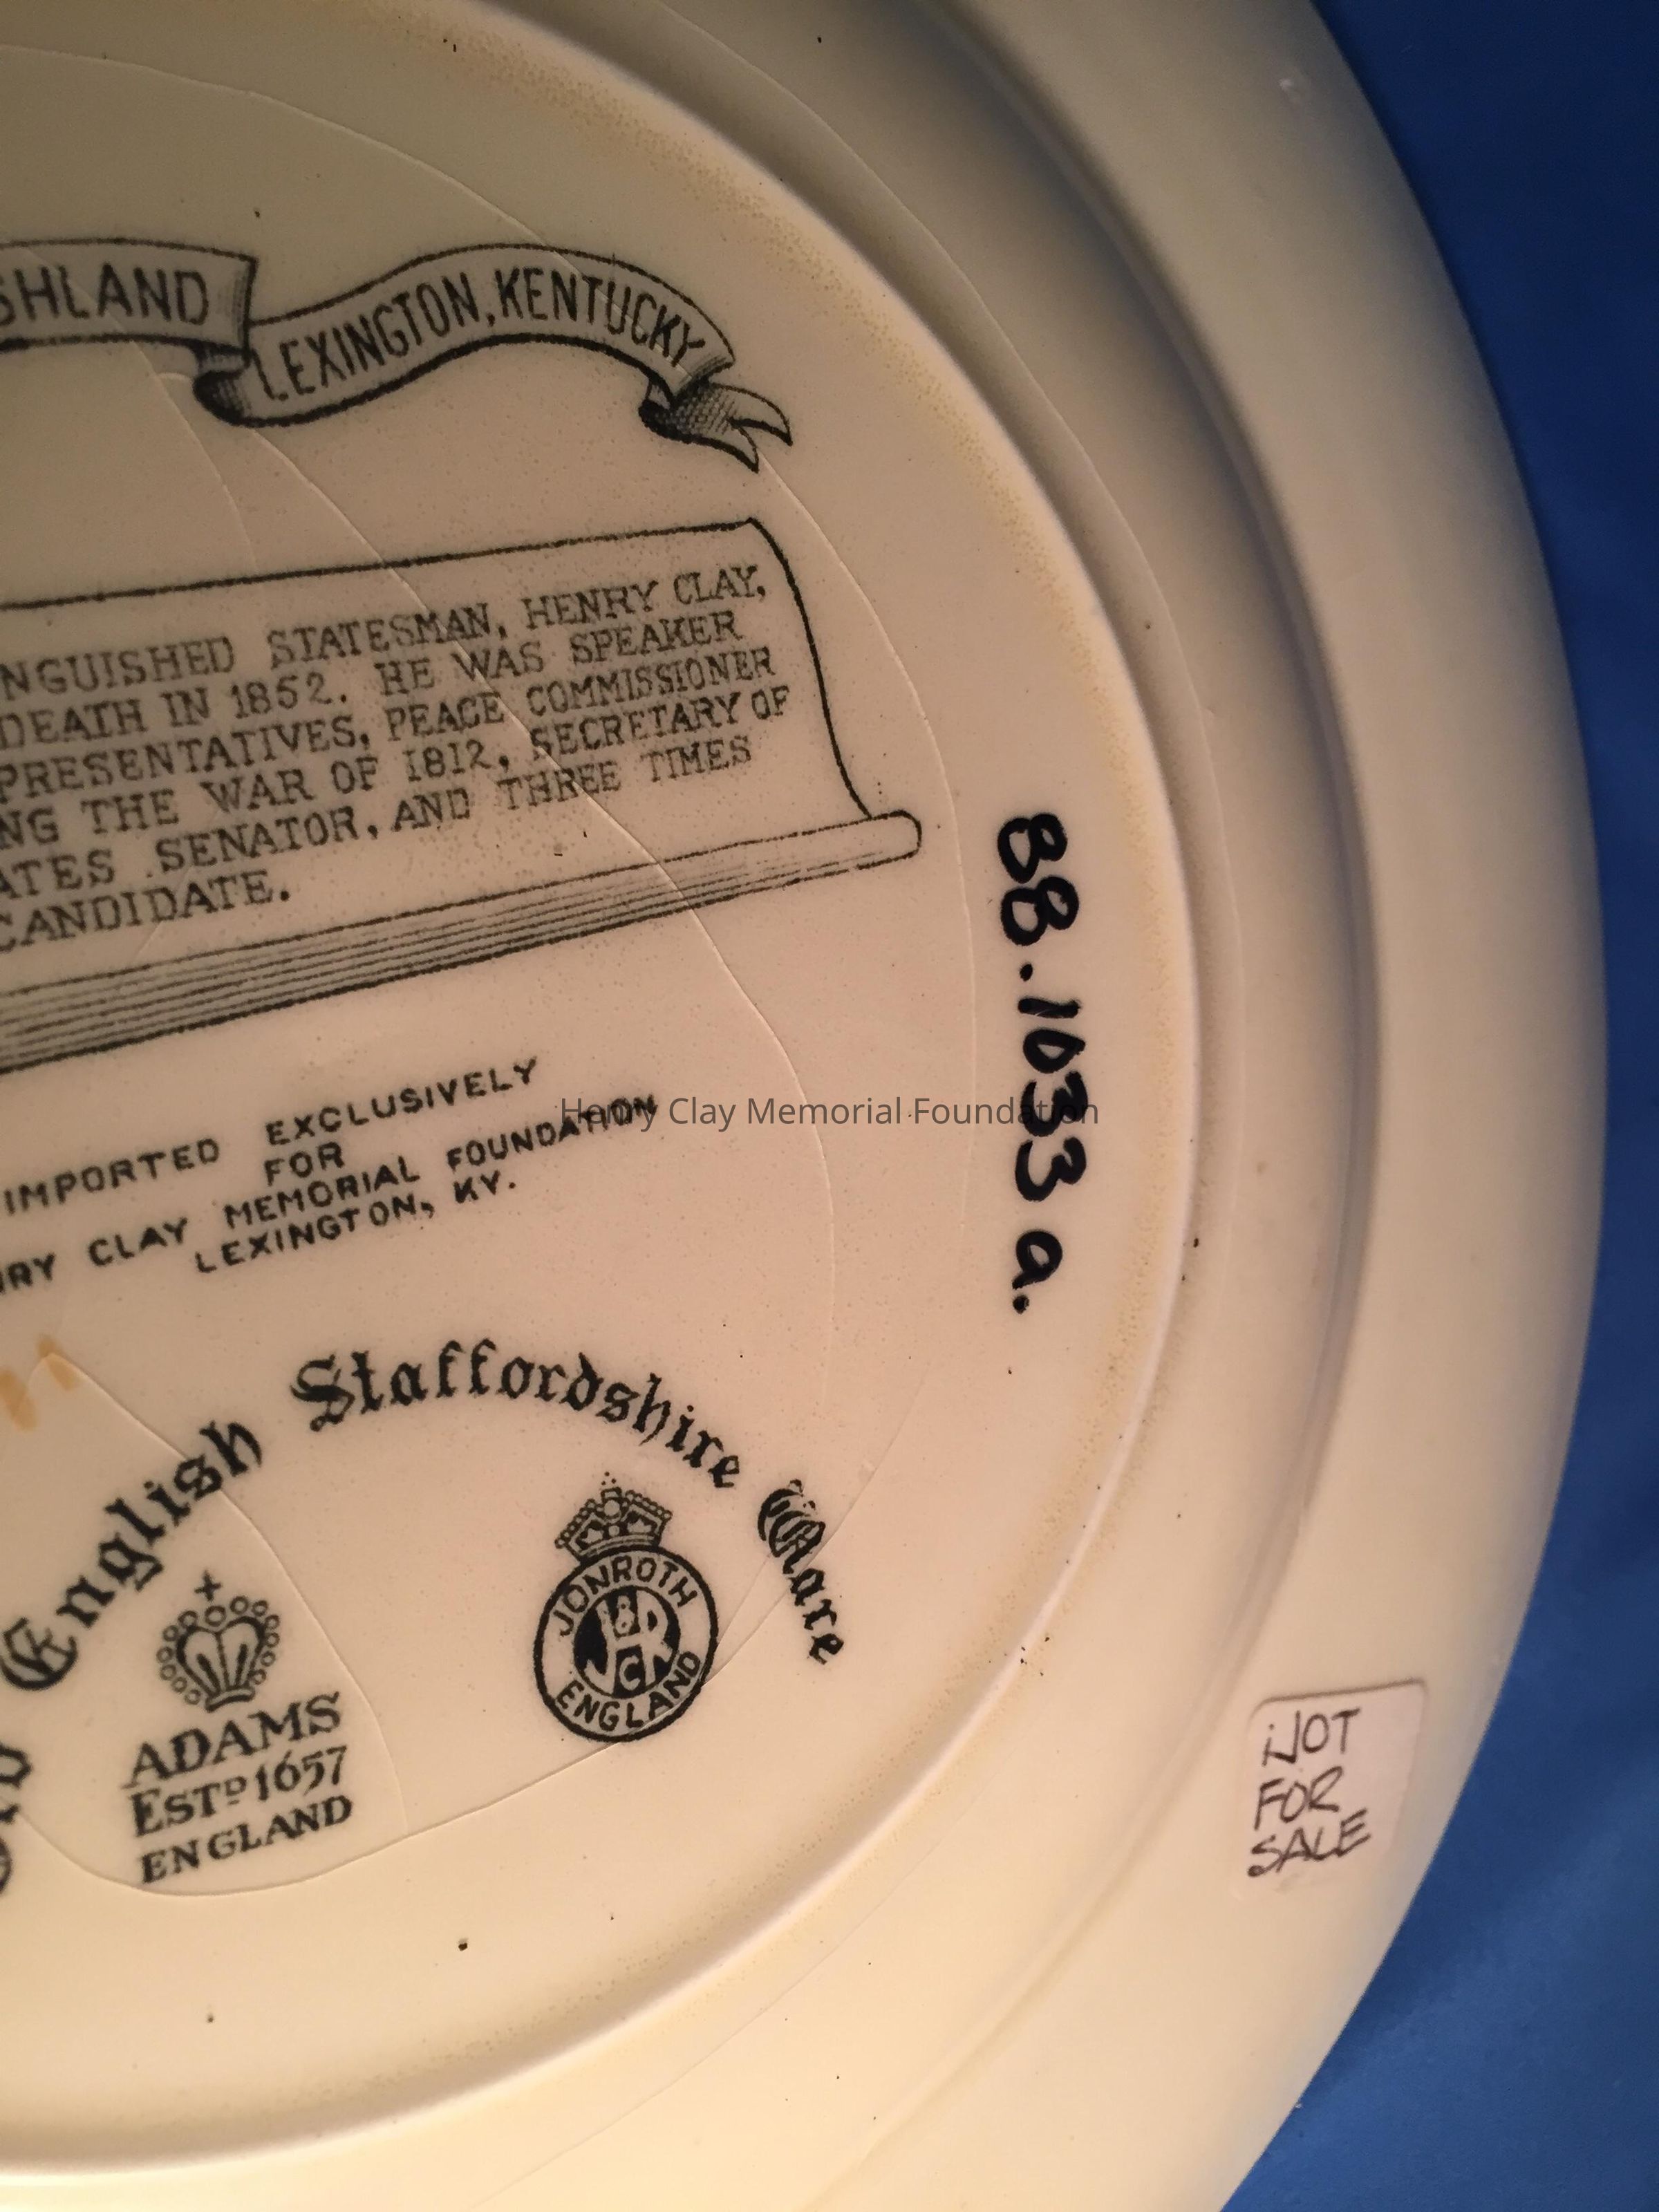 SHLAND
LEXINGTON, KENTUCKY
NGUISHED STATESMAN, HENRY CLAY,
DEATH IN 1852. HE WAS SPEAKER
PRESENTATIVES, PEACE COMMISSIONER
NG THE WAR OF 1812, SECRETARY OF
ATES SENATOR, AND THREE TIMES
CANDIDATE.
IMPORTED EXCLUSIVELY
FOR
NRY CLAY MEMORIAL FOUNDATION
LEXINGTON, KY.
Henry Clay Memorial Foundation
88.1033 a.
English Staffordshire Ware
ADAMS
ESTD 1657
ENGLAND
JONROTH
ENGLAND
NOT
FOR
SALE